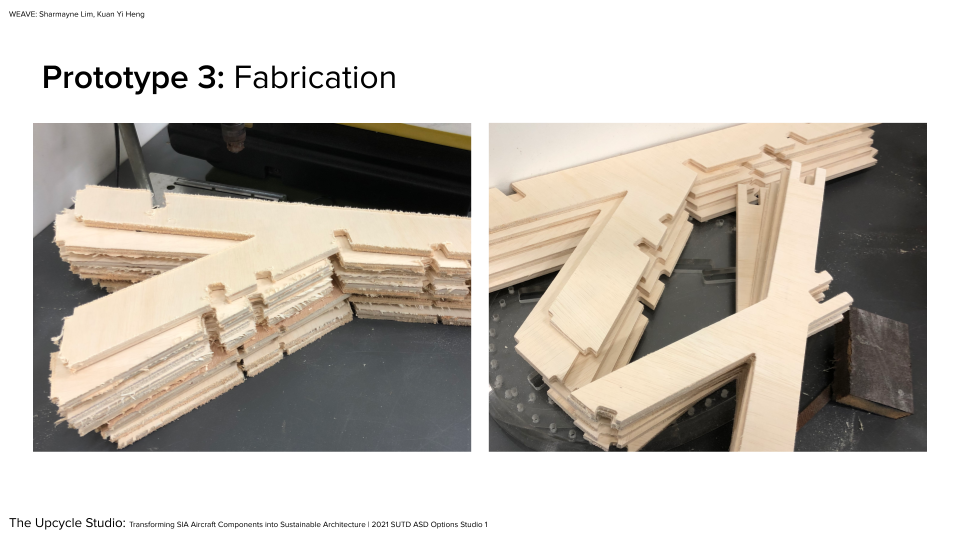 WEAVE: Sharmayne Lim, Kuan Yi Heng
Prototype 3: Fabrication
The Upcycle Studio: Transforming SIA Aircraft Components into Sustainable Architecture | 2021 SUTD ASD Options Studio 1